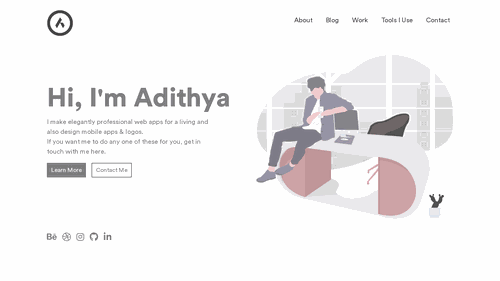 About Blog Work Tools I Use Contact
Hi, I'm Adithya
I make elegantly professional web apps for a living and
also design mobile apps & logos.
If you want me to do any one of these for you, get in
touch with me here.
Learn More Contact Me
Bē
in